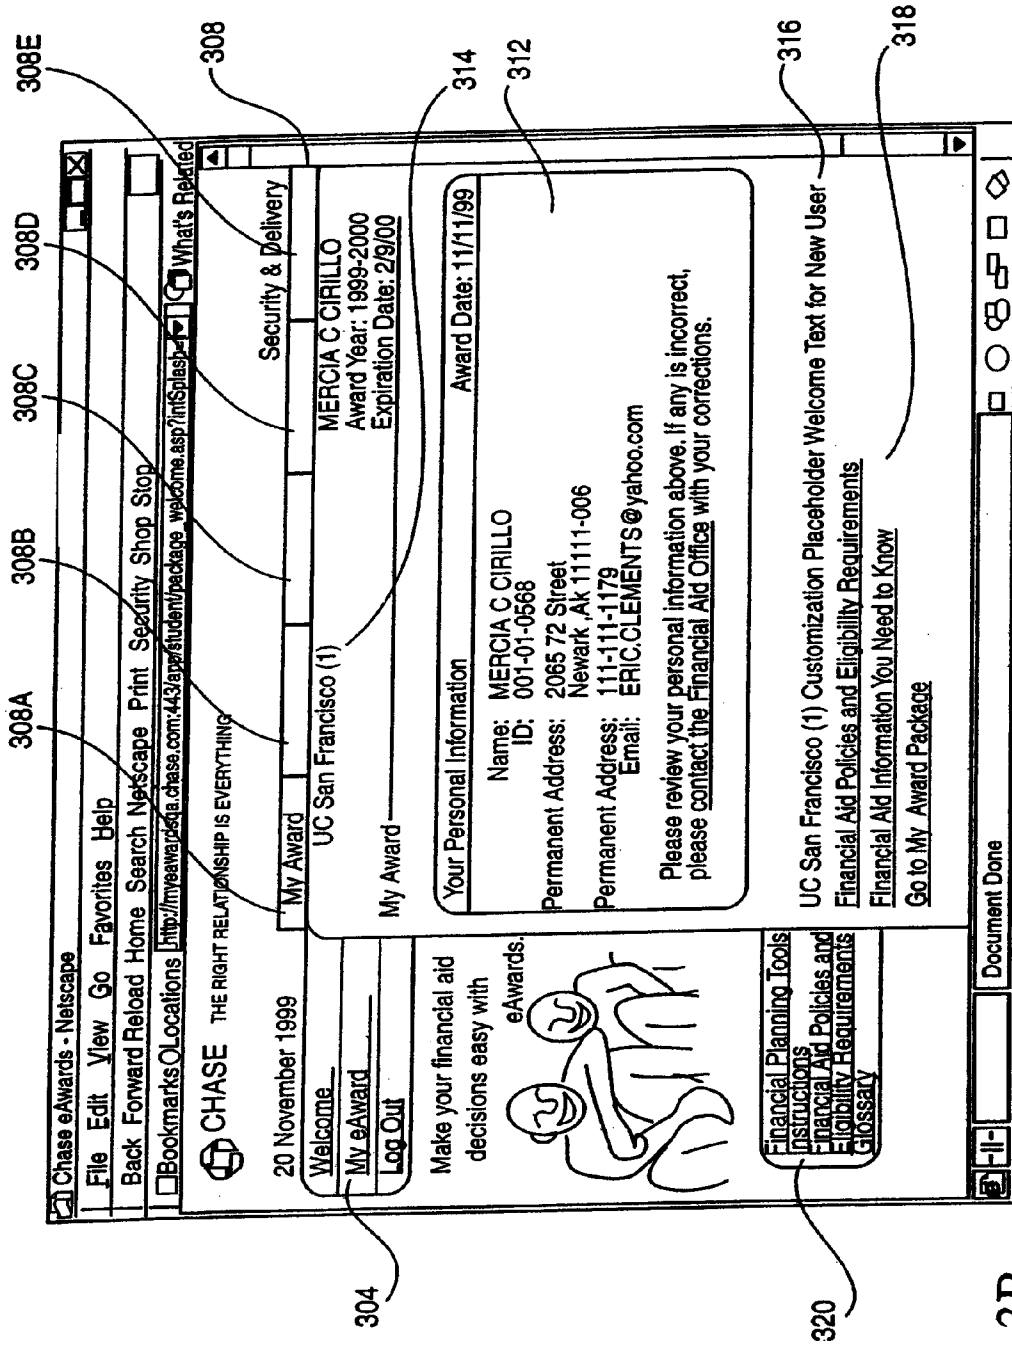 308A
308B
308C
308D
308E
308
314
312
316
318
304
320
Chase eAwards - Netscape
File Edit View Go Favorites Help
Back Forward Reload Home Search Netscape Print Security Shop Stop
Bookmarks OLocations http://myeawardsqa.chase.com:443/app/student/package_welcome.asp?intSplash= What's Related
CHASE THE RIGHT RELATIONSHIP IS EVERYTHING
Security & Delivery
20 November 1999
My Award
Welcome
My eAward
Log Out
UC San Francisco (1)
MERCIA C CIRILLO
Award Year: 1999-2000
Expiration Date: 2/9/00
My Award
Make your financial aid
decisions easy with
eAwards.
Your Personal Information Award Date: 11/11/99
Name: MERCIA C CIRILLO
ID: 001-01-0568
Permanent Address: 2065 72 Street
Newark ,Ak 11111-006
Permanent Address: 111-111-1179
Email: ERIC.CLEMENTS@yahoo.com
Please review your personal information above. If any is incorrect,
please contact the Financial Aid Office with your corrections.
Financial Planning Tools
Instructions
Financial Aid Policies and
Eligibility Requirements
Glossary
UC San Francisco (1) Customization Placeholder Welcome Text for New User
Financial Aid Policies and Eligibility Requirements
Financial Aid Information You Need to Know
Go to My Award Package
Document Done